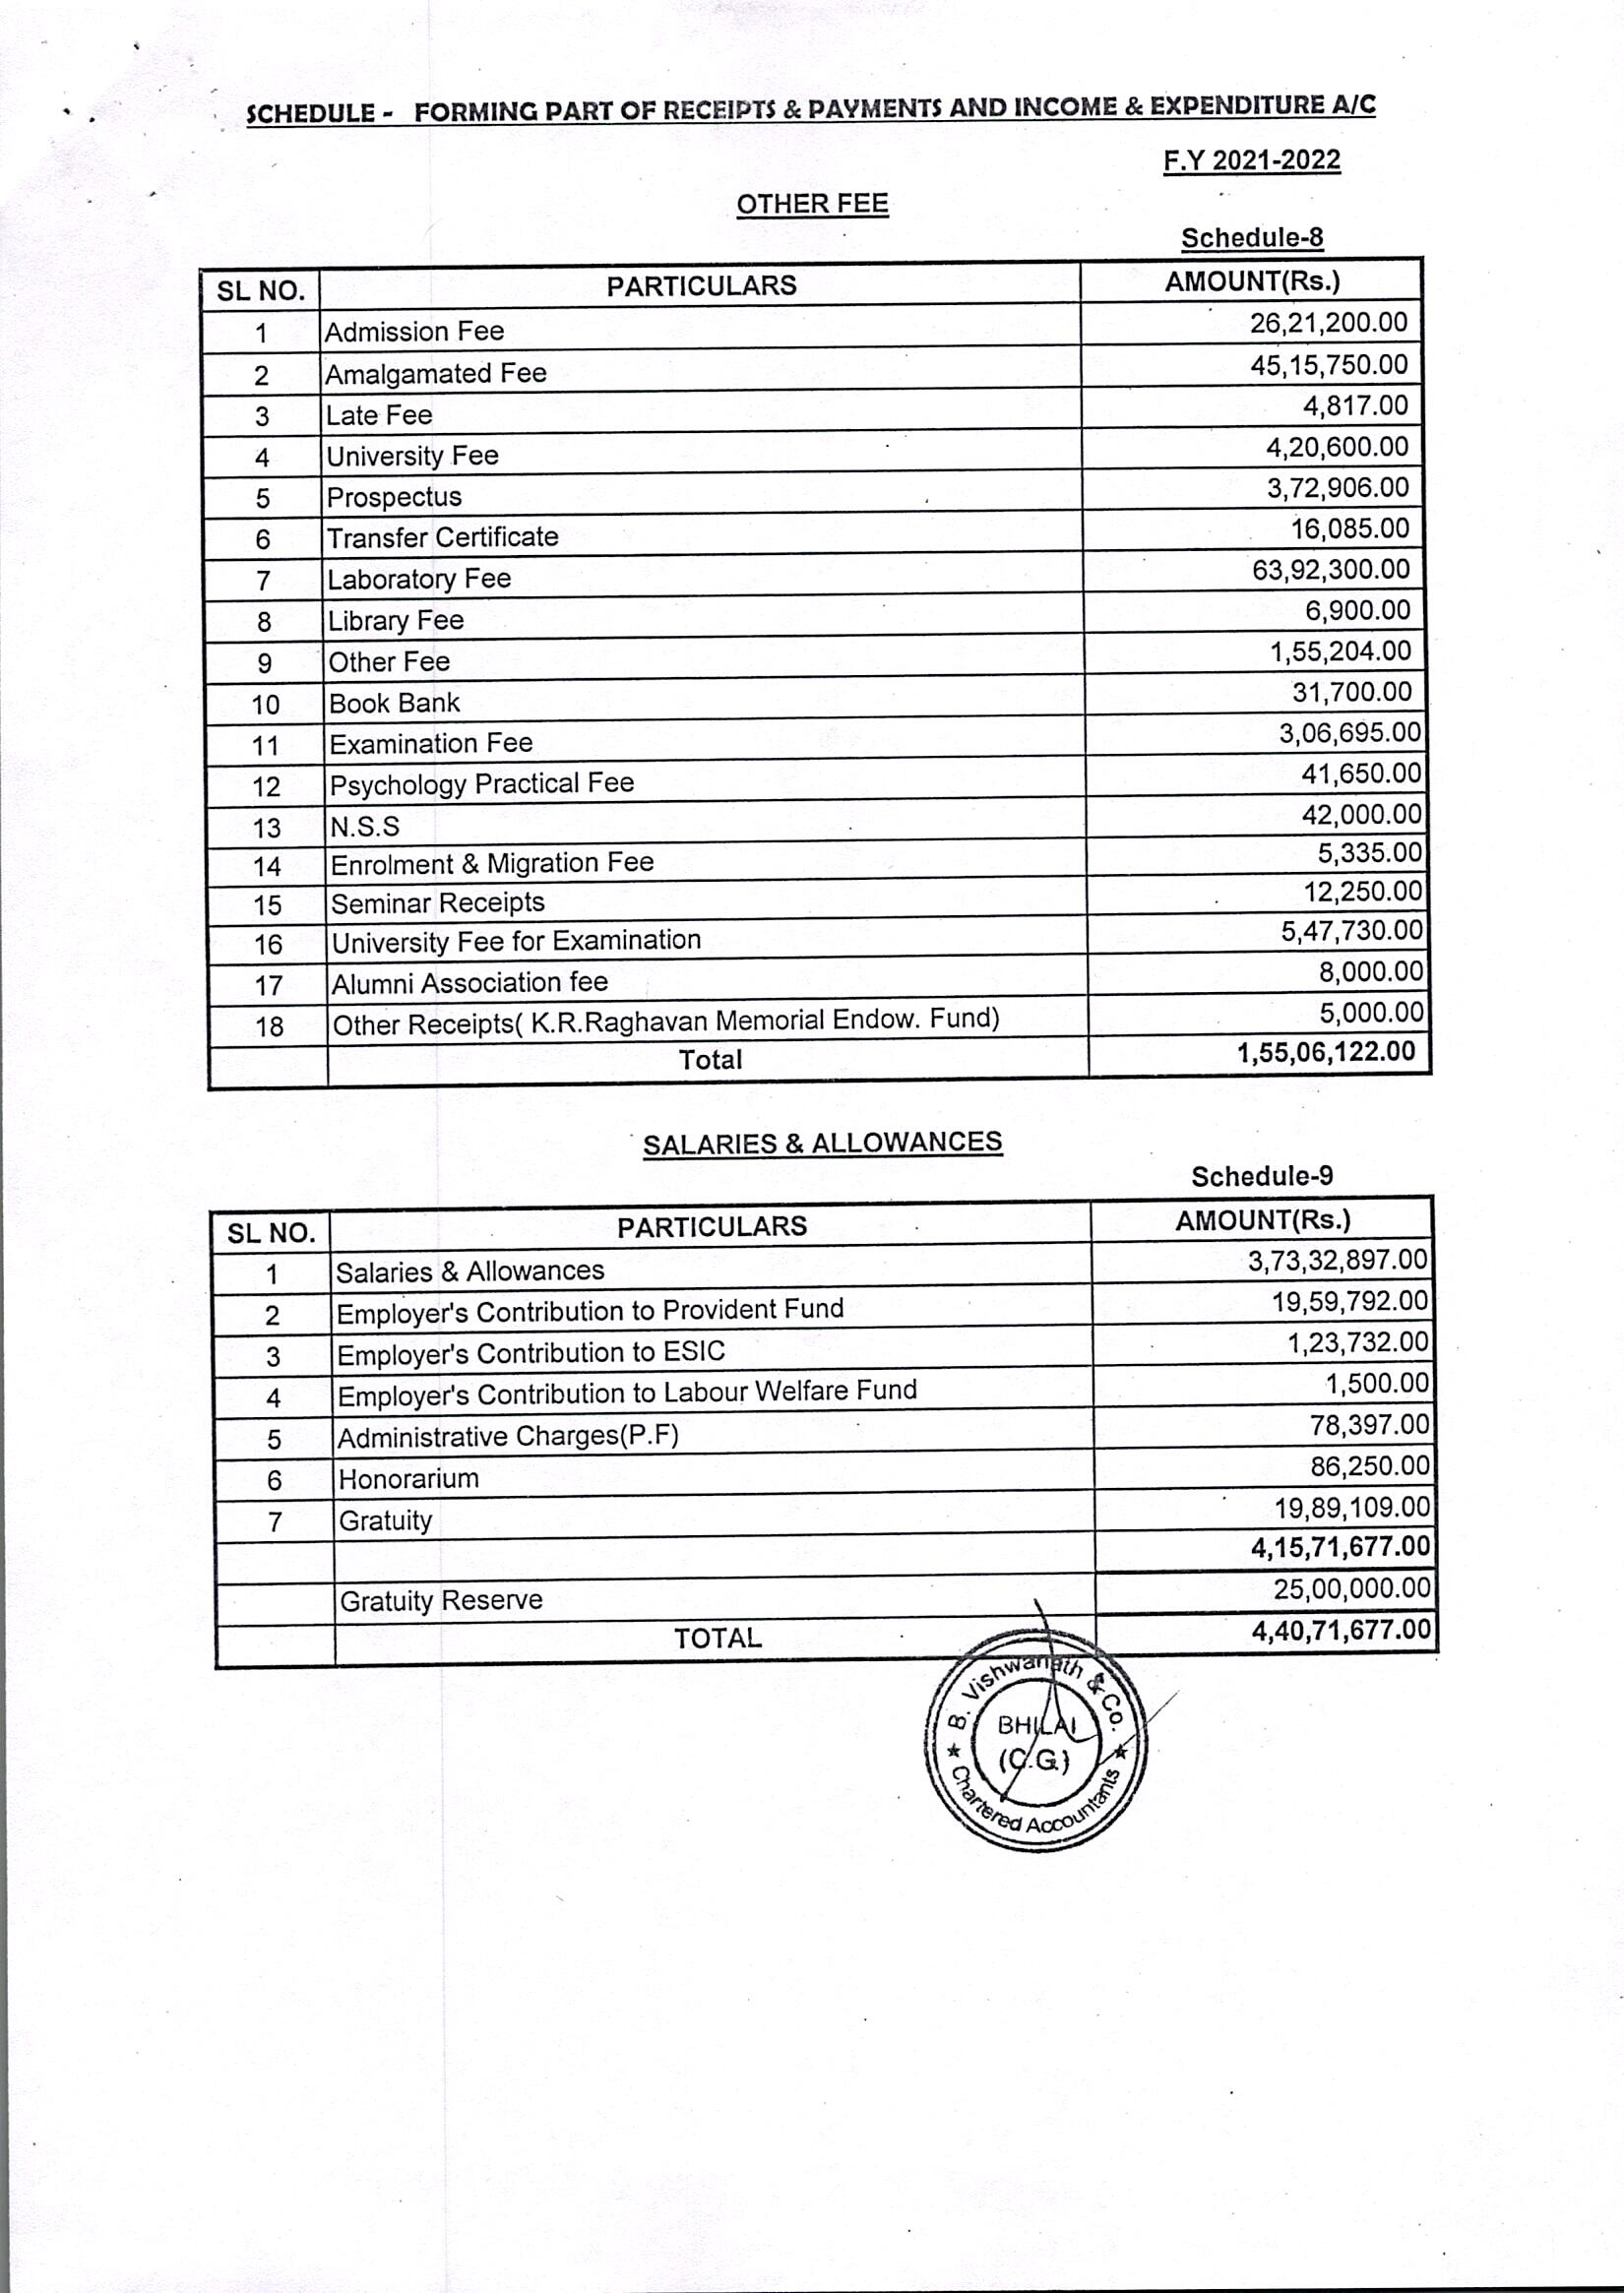 SCHEDULE - FORMING PART OF RECEIPTS & PAYMENTS AND INCOME & EXPENDITURE A/C
F.Y 2021-2022
OTHER FEE
Schedule-8
SL NO. PARTICULARS AMOUNT(Rs.)
1 Admission Fee 26,21,200.00
2 Amalgamated Fee 45,15,750.00
3 Late Fee 4,817.00
4 University Fee 4,20,600.00
5 Prospectus 3,72,906.00
6 Transfer Certificate 16,085.00
7 Laboratory Fee 63,92,300.00
8 Library Fee 6,900.00
9 Other Fee 1,55,204.00
10 Book Bank 31,700.00
11 Examination Fee 3,06,695.00
12 Psychology Practical Fee 41,650.00
13 N.S.S 42,000.00
14 Enrolment & Migration Fee 5,335.00
15 Seminar Receipts 12,250.00
16 University Fee for Examination 5,47,730.00
17 Alumni Association fee 8,000.00
18 Other Receipts( K.R.Raghavan Memorial Endow. Fund) 5,000.00
Total 1,55,06,122.00
SALARIES & ALLOWANCES
Schedule-9
SL NO. PARTICULARS AMOUNT(Rs.)
1 Salaries & Allowances 3,73,32,897.00
2 Employer's Contribution to Provident Fund 19,59,792.00
3 Employer's Contribution to ESIC 1,23,732.00
4 Employer's Contribution to Labour Welfare Fund 1,500.00
5 Administrative Charges(P.F) 78,397.00
6 Honorarium 86,250.00
7 Gratuity 19,89,109.00
4,15,71,677.00
Gratuity Reserve 25,00,000.00
TOTAL 4,40,71,677.00
B. Vishwanath & Co.
BHILAI
(C.G.)
Chartered Accountants